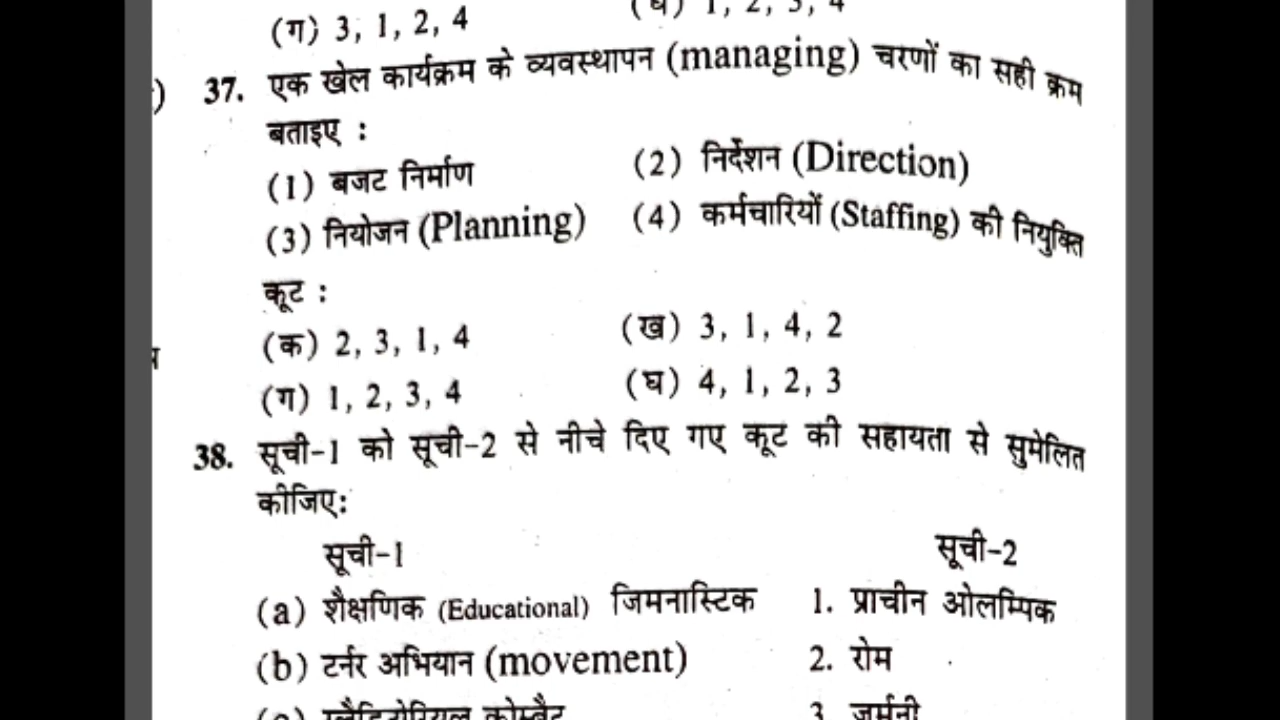 (ग) 3, 1, 2, 4
37. एक खेल कार्यक्रम के व्यवस्थापन (managing) चरणों का सही क्रम
बताइए :
(1) बजट निर्माण (2) निर्देशन (Direction)
(3) नियोजन (Planning) (4) कर्मचारियों (Staffing) की नियुक्ति
कूट :
(क) 2, 3, 1, 4 (ख) 3, 1, 4, 2
(ग) 1, 2, 3, 4 (घ) 4, 1, 2, 3
38. सूची-1 को सूची-2 से नीचे दिए गए कूट की सहायता से सुमेलित
कीजिए:
सूची-1 सूची-2
(a) शैक्षणिक (Educational) जिमनास्टिक 1. प्राचीन ओलम्पिक
(b) टर्नर अभियान (movement) 2. रोम
3. जर्मनी